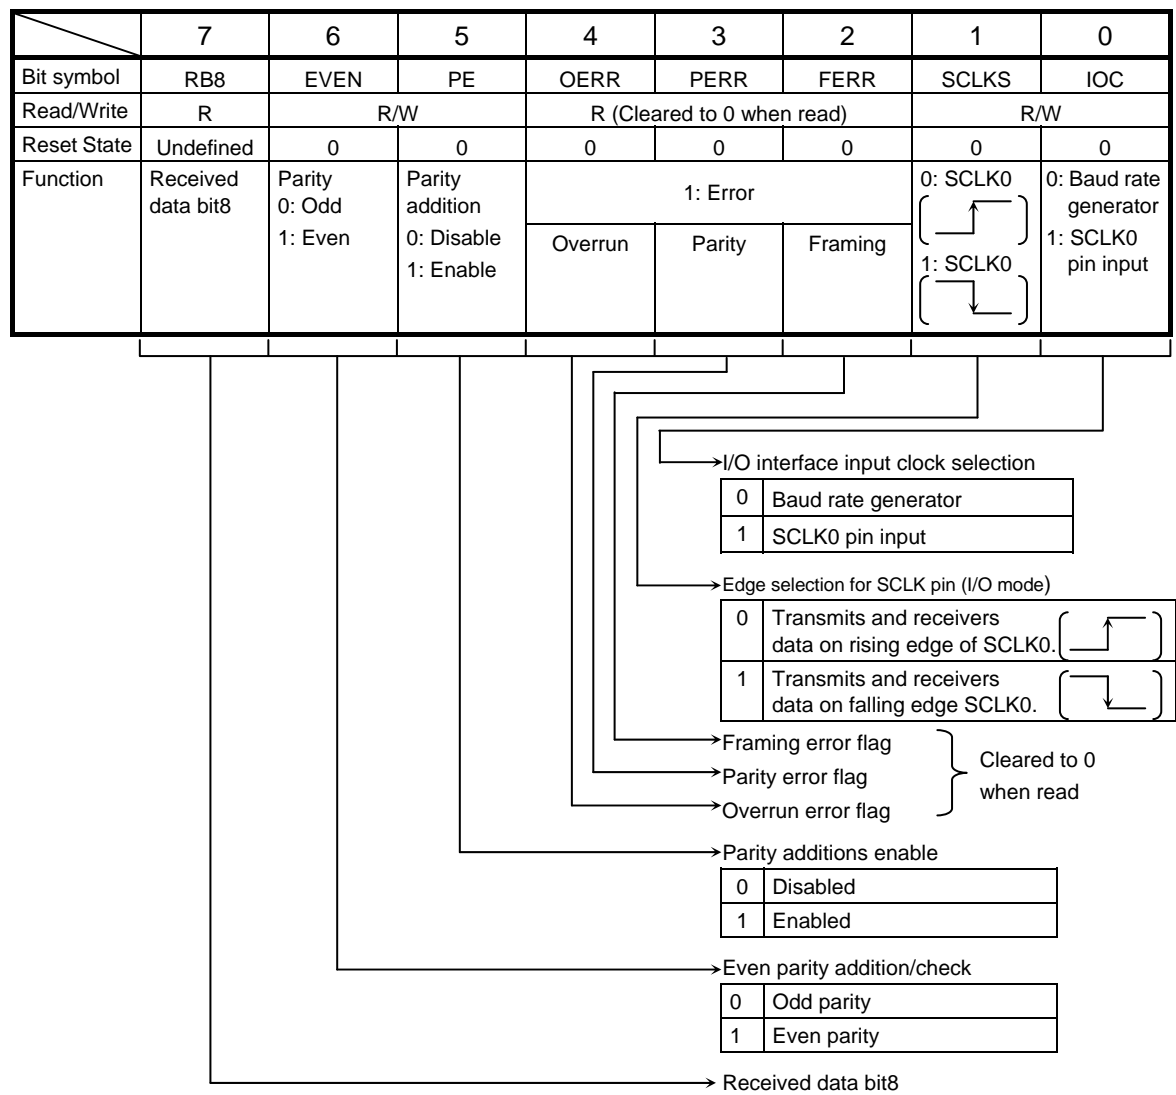 7 6 5 4 3 2 1 0
Bit symbol RB8 EVEN PE OERR PERR FERR SCLKS IOC
Read/Write R R/W R (Cleared to 0 when read) R/W
Reset State Undefined 0 0 0 0 0 0 0
Function
Received
data bit8
Parity
0: Odd
1: Even
Parity
addition
0: Disable
1: Enable
1: Error
Overrun Parity Framing
0: SCLK0
1: SCLK0
0: Baud rate
generator
1: SCLK0
pin input
I/O interface input clock selection
0 Baud rate generator
1 SCLK0 pin input
Edge selection for SCLK pin (I/O mode)
0 Transmits and receivers
data on rising edge of SCLK0.
1 Transmits and receivers
data on falling edge SCLK0.
Framing error flag
Parity error flag
Overrun error flag
Cleared to 0
when read
Parity additions enable
0 Disabled
1 Enabled
Even parity addition/check
0 Odd parity
1 Even parity
Received data bit8